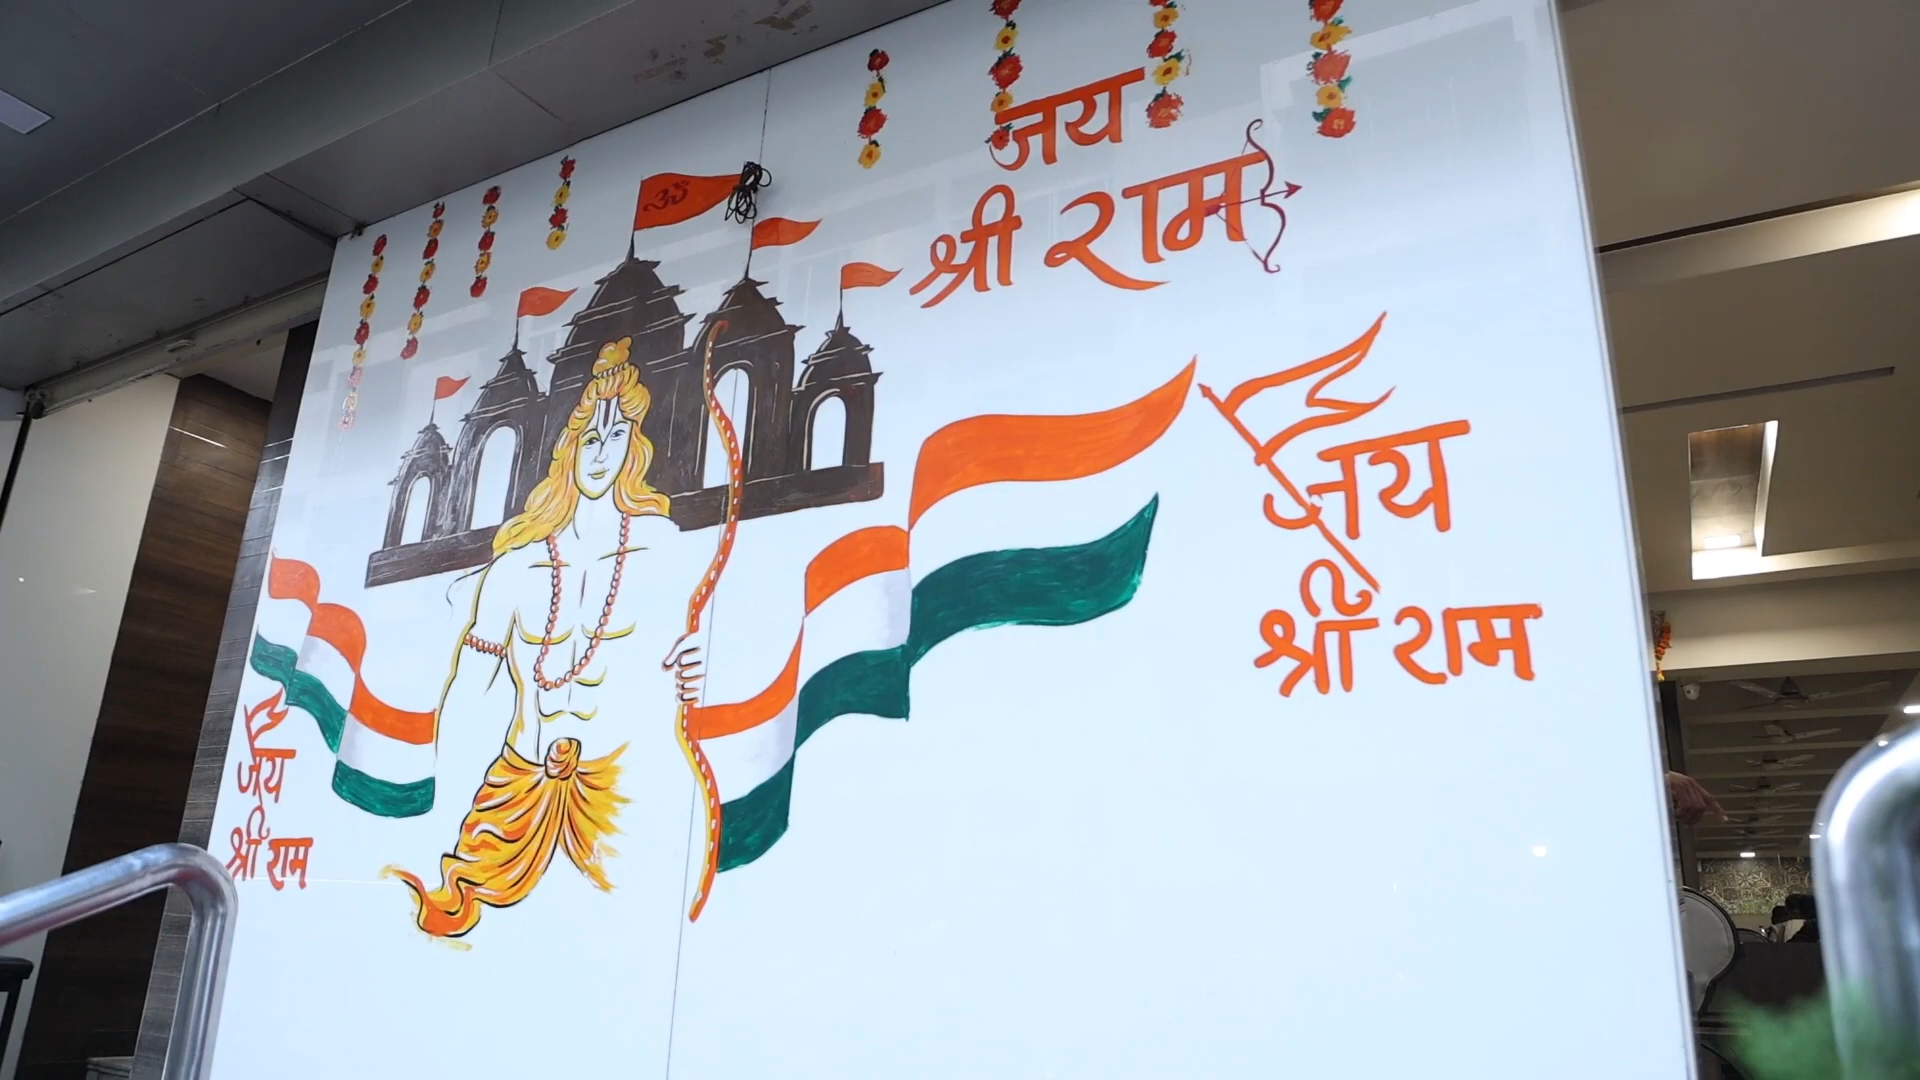 ॐ
जय
श्री राम
जय
श्री राम
जय
श्री राम